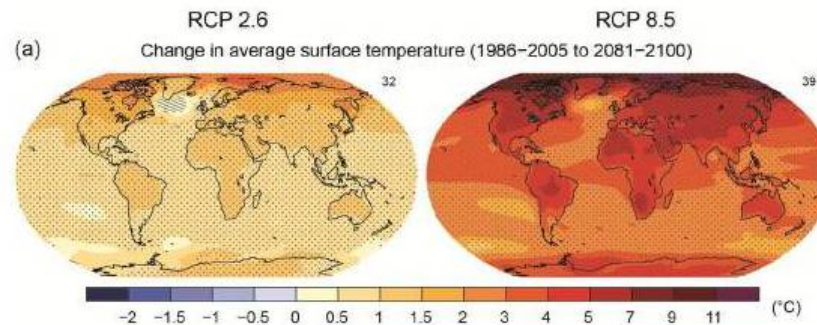 RCP 2.6 RCP 8.5
(a) Change in average surface temperature (1986−2005 to 2081−2100)
32 39
−2 −1.5 −1 −0.5 0 0.5 1 1.5 2 3 4 5 7 9 11 (°C)